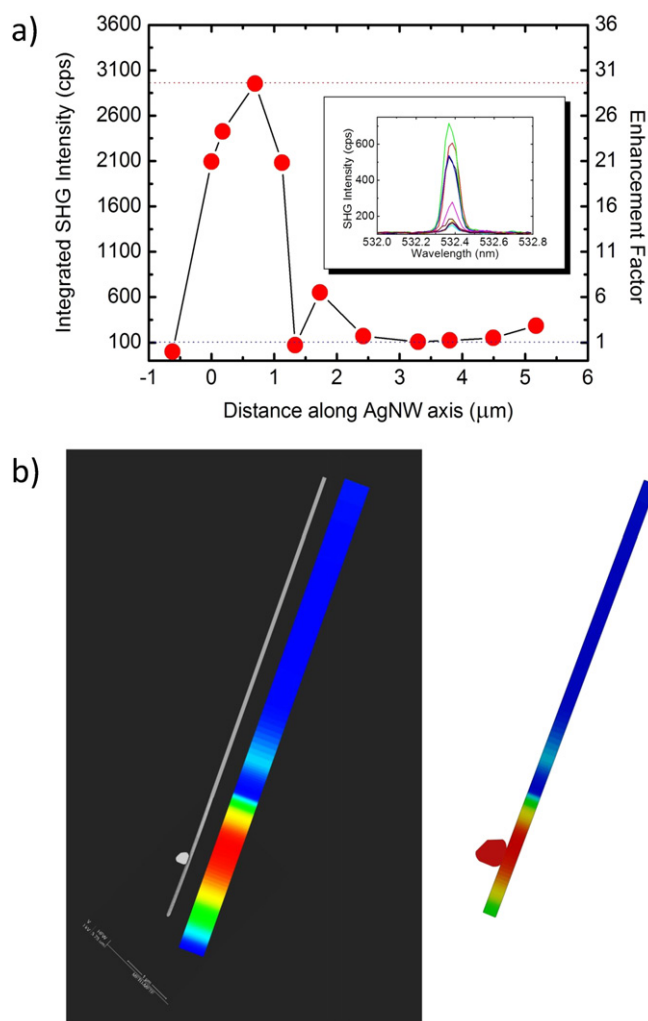 a)
3600
3100
2600
2100
1600
1100
600
100
Integrated SHG Intensity (cps)
36
31
26
21
16
11
6
1
Enhancement Factor
-1 0 1 2 3 4 5 6
Distance along AgNW axis (μm)
600
400
200
SHG Intensity (cps)
532.0 532.2 532.4 532.6 532.8
Wavelength (nm)
b)